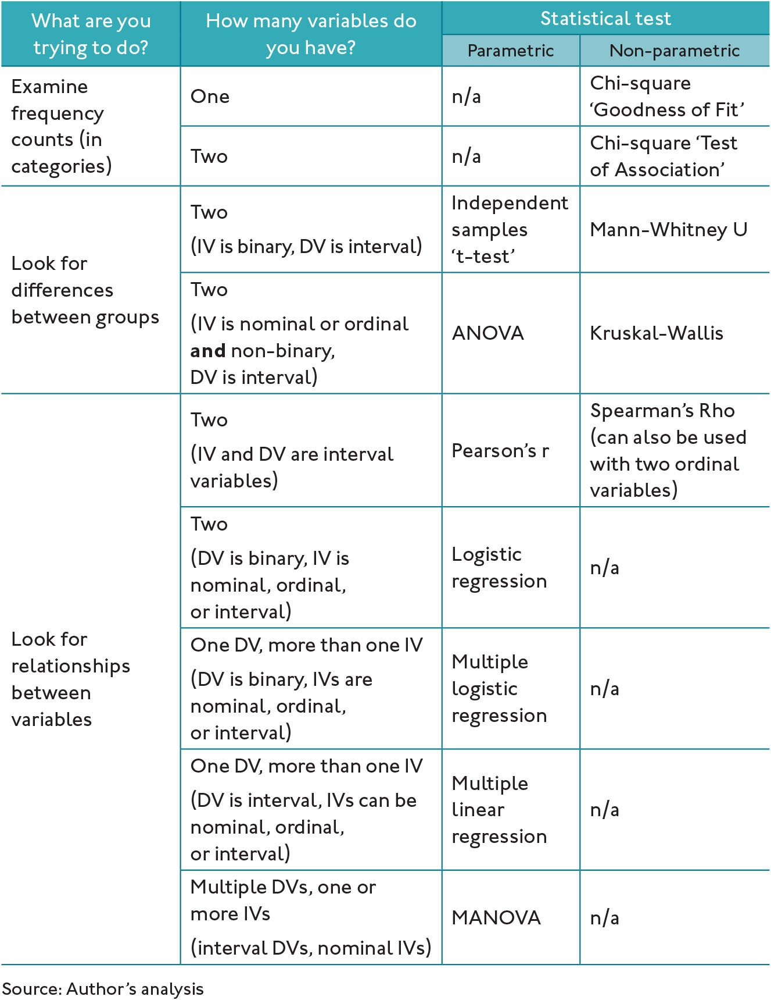 What are you
trying to do?
How many variables do
you have?
Statistical test
Parametric
Non-parametric
Examine
frequency
counts (in
categories)
One
n/a
Chi-square
‘Goodness of Fit’
Two
n/a
Chi-square ‘Test
of Association’
Look for
differences
between groups
Two
(IV is binary, DV is interval)
Independent
samples
‘t-test’
Mann-Whitney U
Two
(IV is nominal or ordinal
and non-binary,
DV is interval)
ANOVA
Kruskal-Wallis
Look for
relationships
between
variables
Two
(IV and DV are interval
variables)
Pearson’s r
Spearman’s Rho
(can also be used
with two ordinal
variables)
Two
(DV is binary, IV is
nominal, ordinal,
or interval)
Logistic
regression
n/a
One DV, more than one IV
(DV is binary, IVs are
nominal, ordinal,
or interval)
Multiple
logistic
regression
n/a
One DV, more than one IV
(DV is interval, IVs can be
nominal, ordinal,
or interval)
Multiple
linear
regression
n/a
Multiple DVs, one or
more IVs
(interval DVs, nominal IVs)
MANOVA
n/a
Source: Author’s analysis